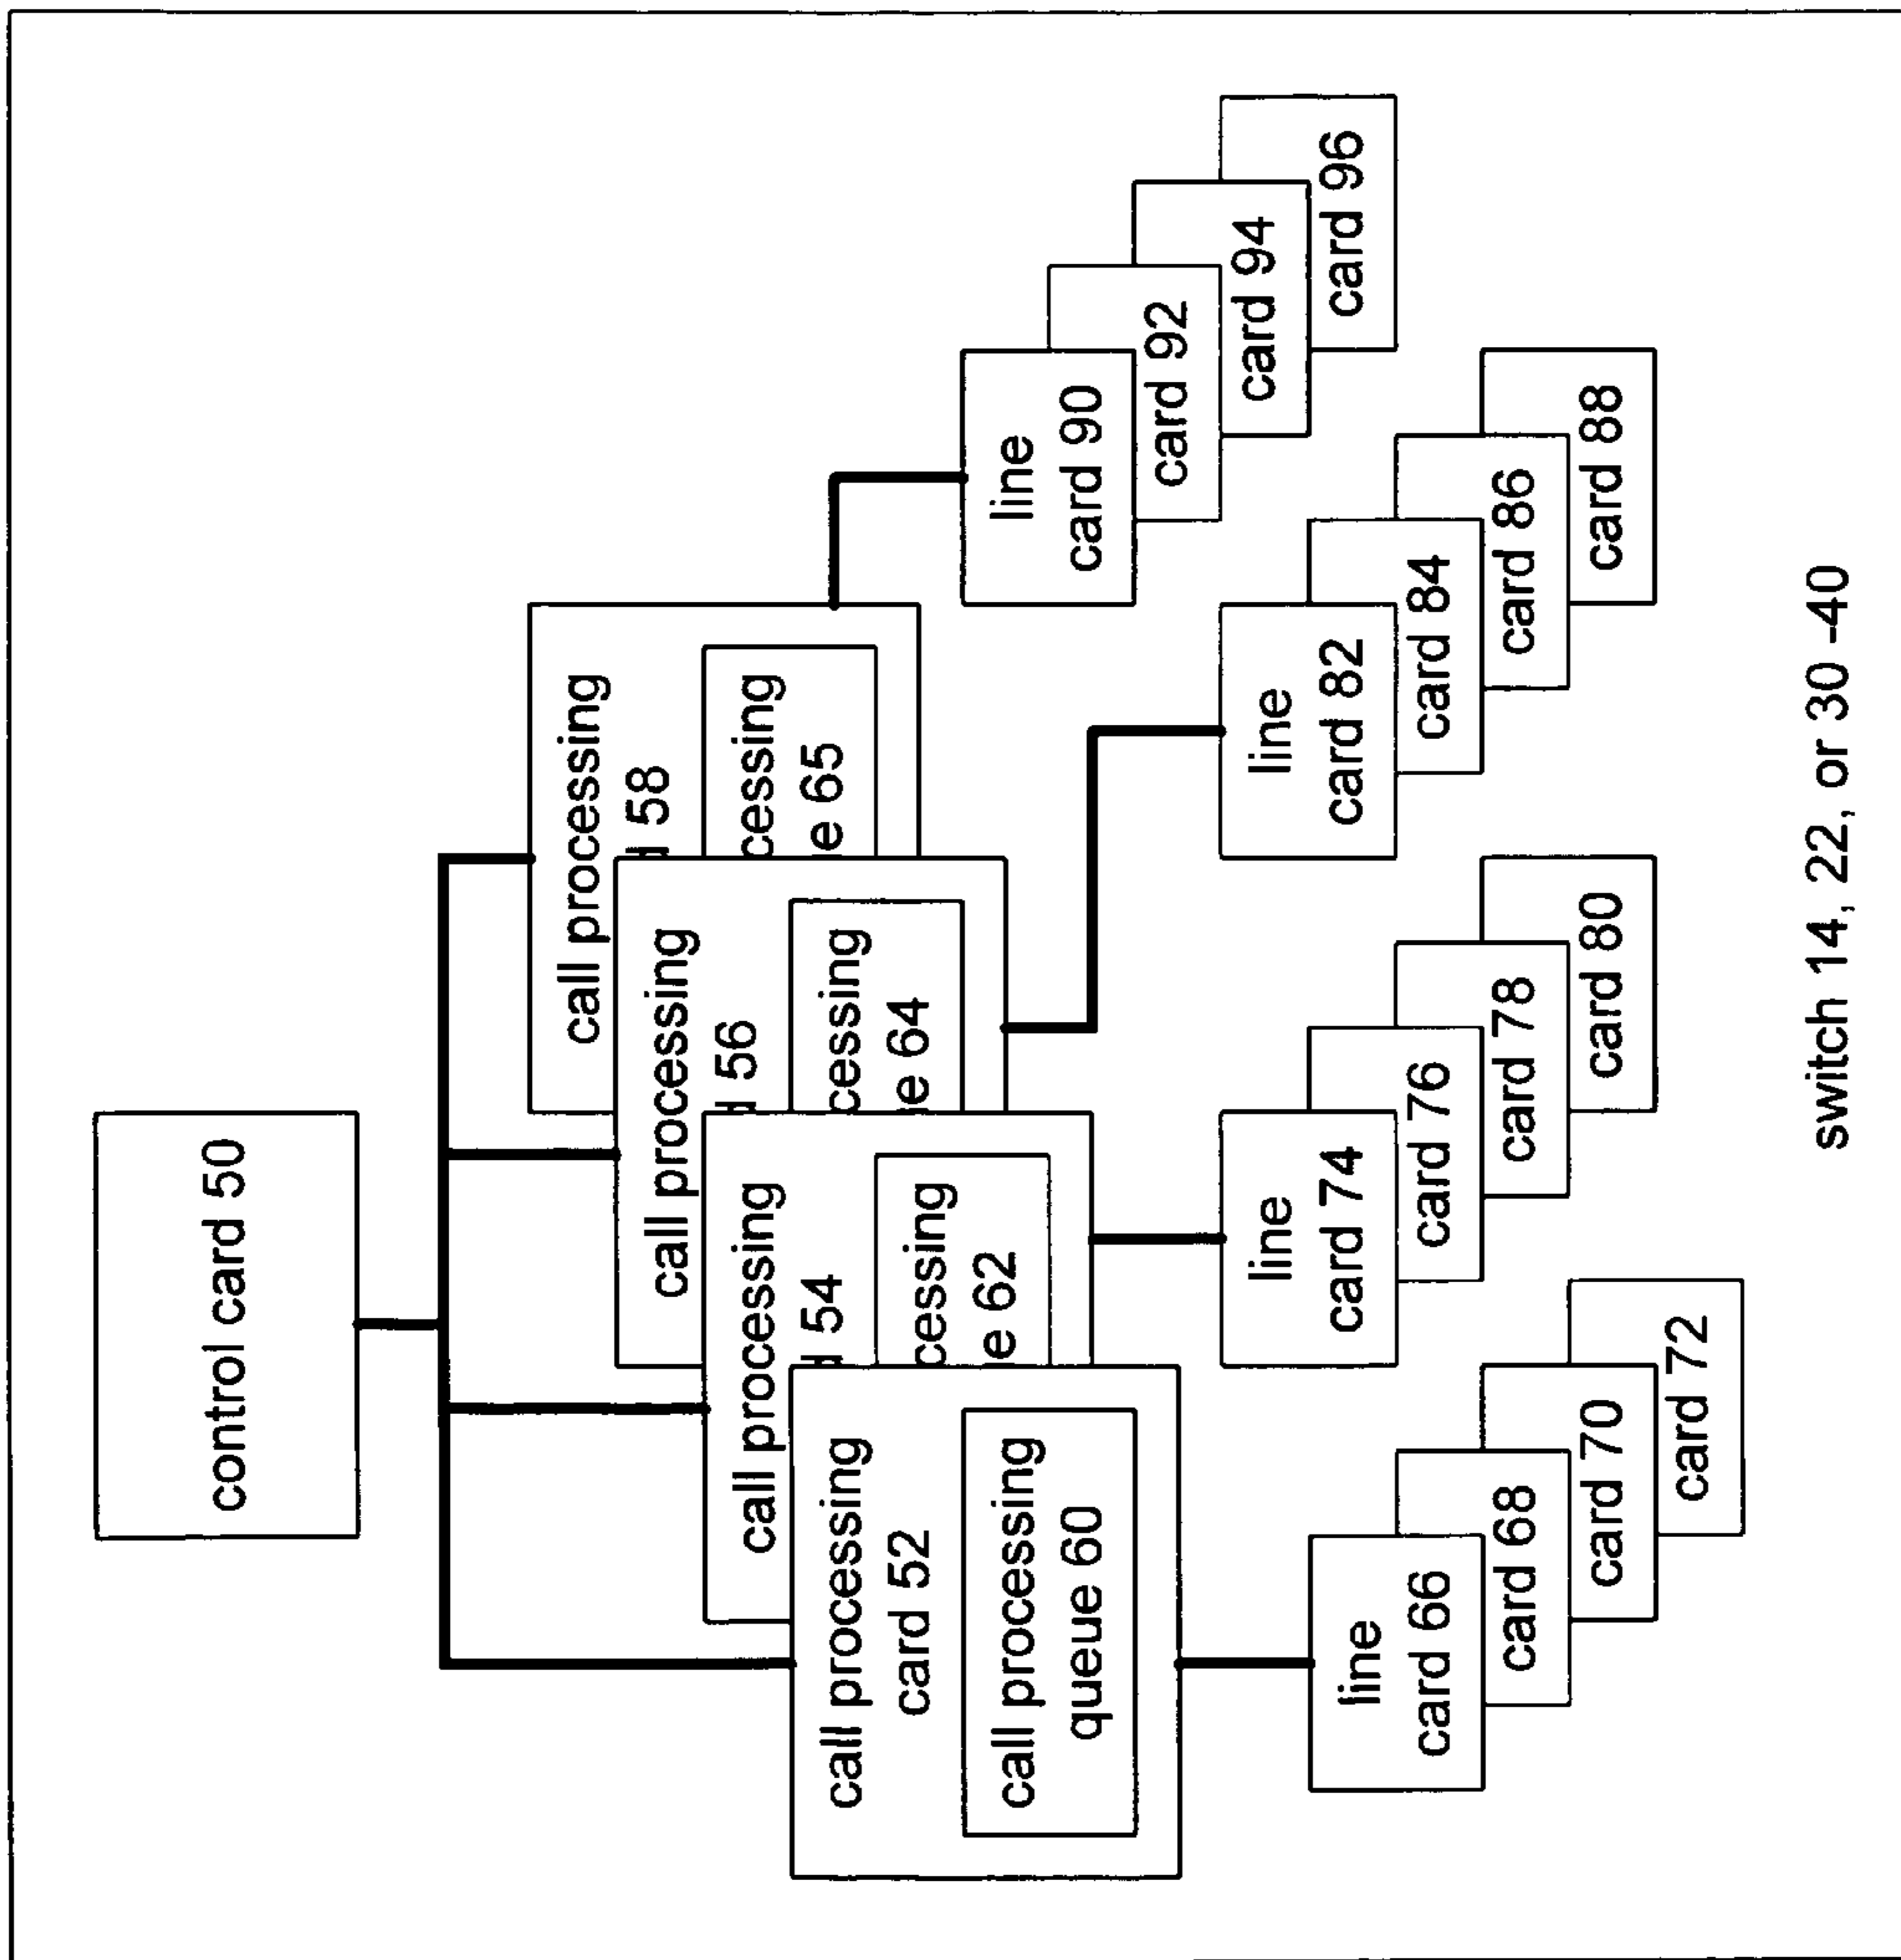 control card 50
call processing
card 52
call processing
queue 60
call processing
d 54
cessing
e 62
call processing
d 56
cessing
e 64
call processing
d 58
cessing
e 65
line
card 66
card 68
card 70
card 72
line
card 74
card 76
card 78
card 80
line
card 82
card 84
card 86
card 88
line
card 90
card 92
card 94
card 96
switch 14, 22, or 30 -40